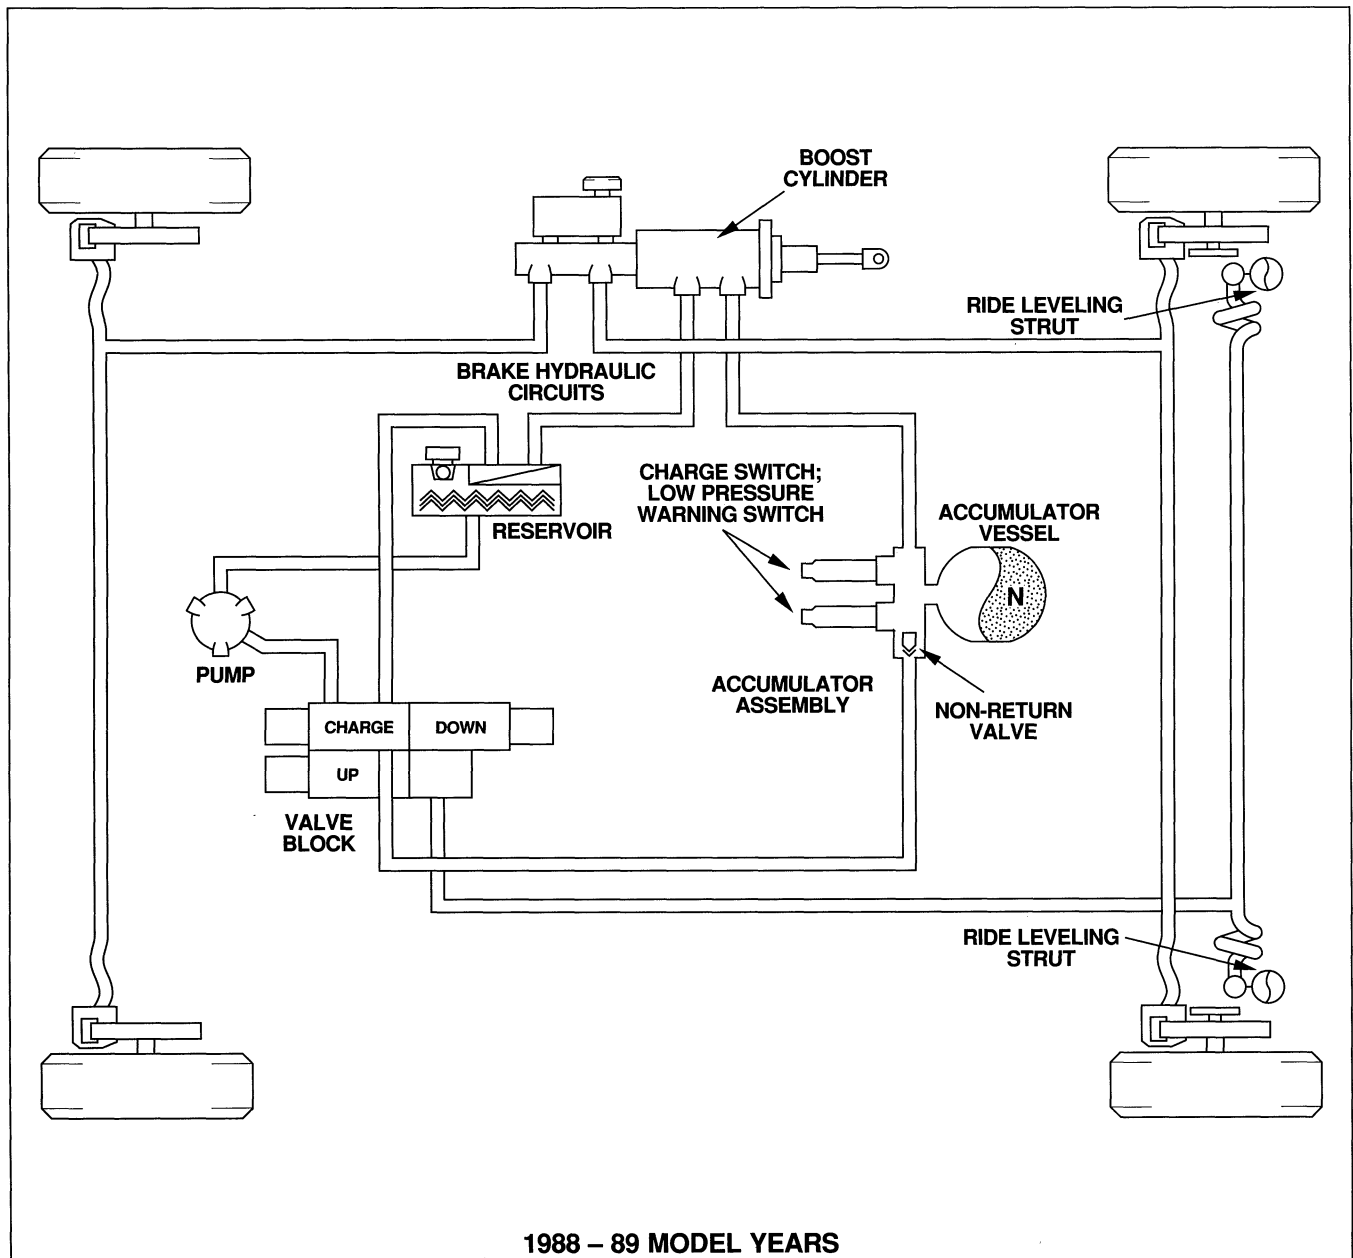 BOOST
CYLINDER
RIDE LEVELING
STRUT
BRAKE HYDRAULIC
CIRCUITS
CHARGE SWITCH;
LOW PRESSURE
WARNING SWITCH
ACCUMULATOR
VESSEL
RESERVOIR
N
PUMP
ACCUMULATOR
ASSEMBLY
NON-RETURN
VALVE
CHARGE
DOWN
UP
VALVE
BLOCK
RIDE LEVELING
STRUT
1988 – 89 MODEL YEARS